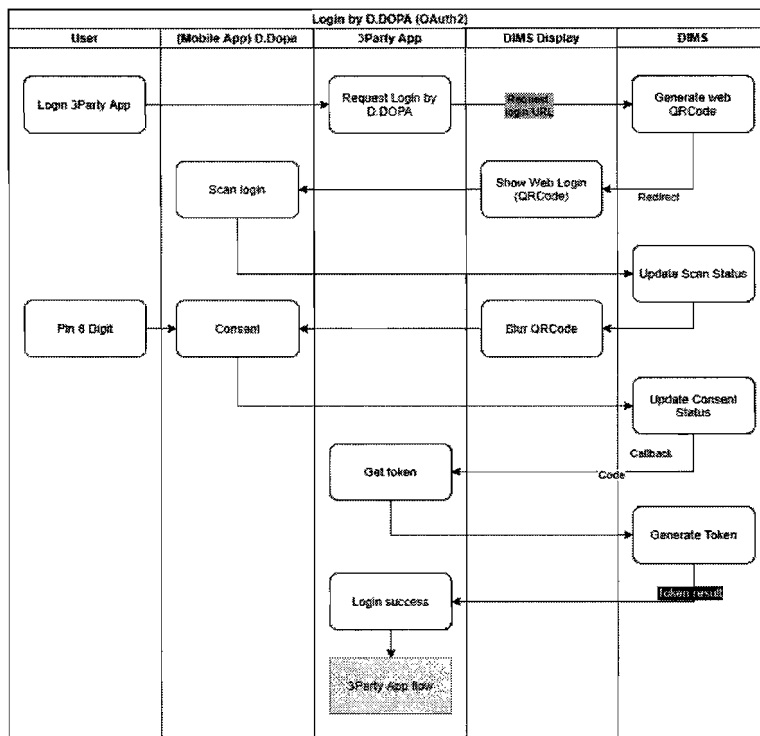 Login by D.DOPA (OAuth2)
User
(Mobile App) D.Dopa
3Party App
DIMS Display
DIMS
Login 3Party App
Request Login by
D.DOPA
Request
login URL
Generate web
QRCode
Scan login
Show Web Login
(QRCode)
Redirect
Update Scan Status
Pin 6 Digit
Consent
Blur QRCode
Update Consent
Status
Callback
Code
Get token
Generate Token
Token result
Login success
3Party App flow